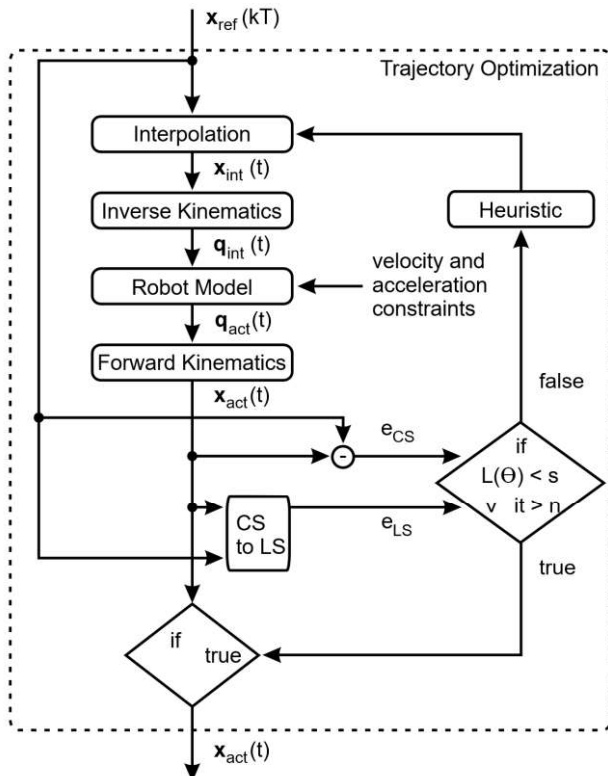 x_ref (kT)
Trajectory Optimization
Interpolation
x_int (t)
Inverse Kinematics
Heuristic
q_int (t)
velocity and
acceleration
constraints
Robot Model
q_act(t)
Forward Kinematics
x_act(t)
false
e_CS
-
if
L(Θ) < s
v it > n
CS
to LS
e_LS
true
if
true
x_act(t)